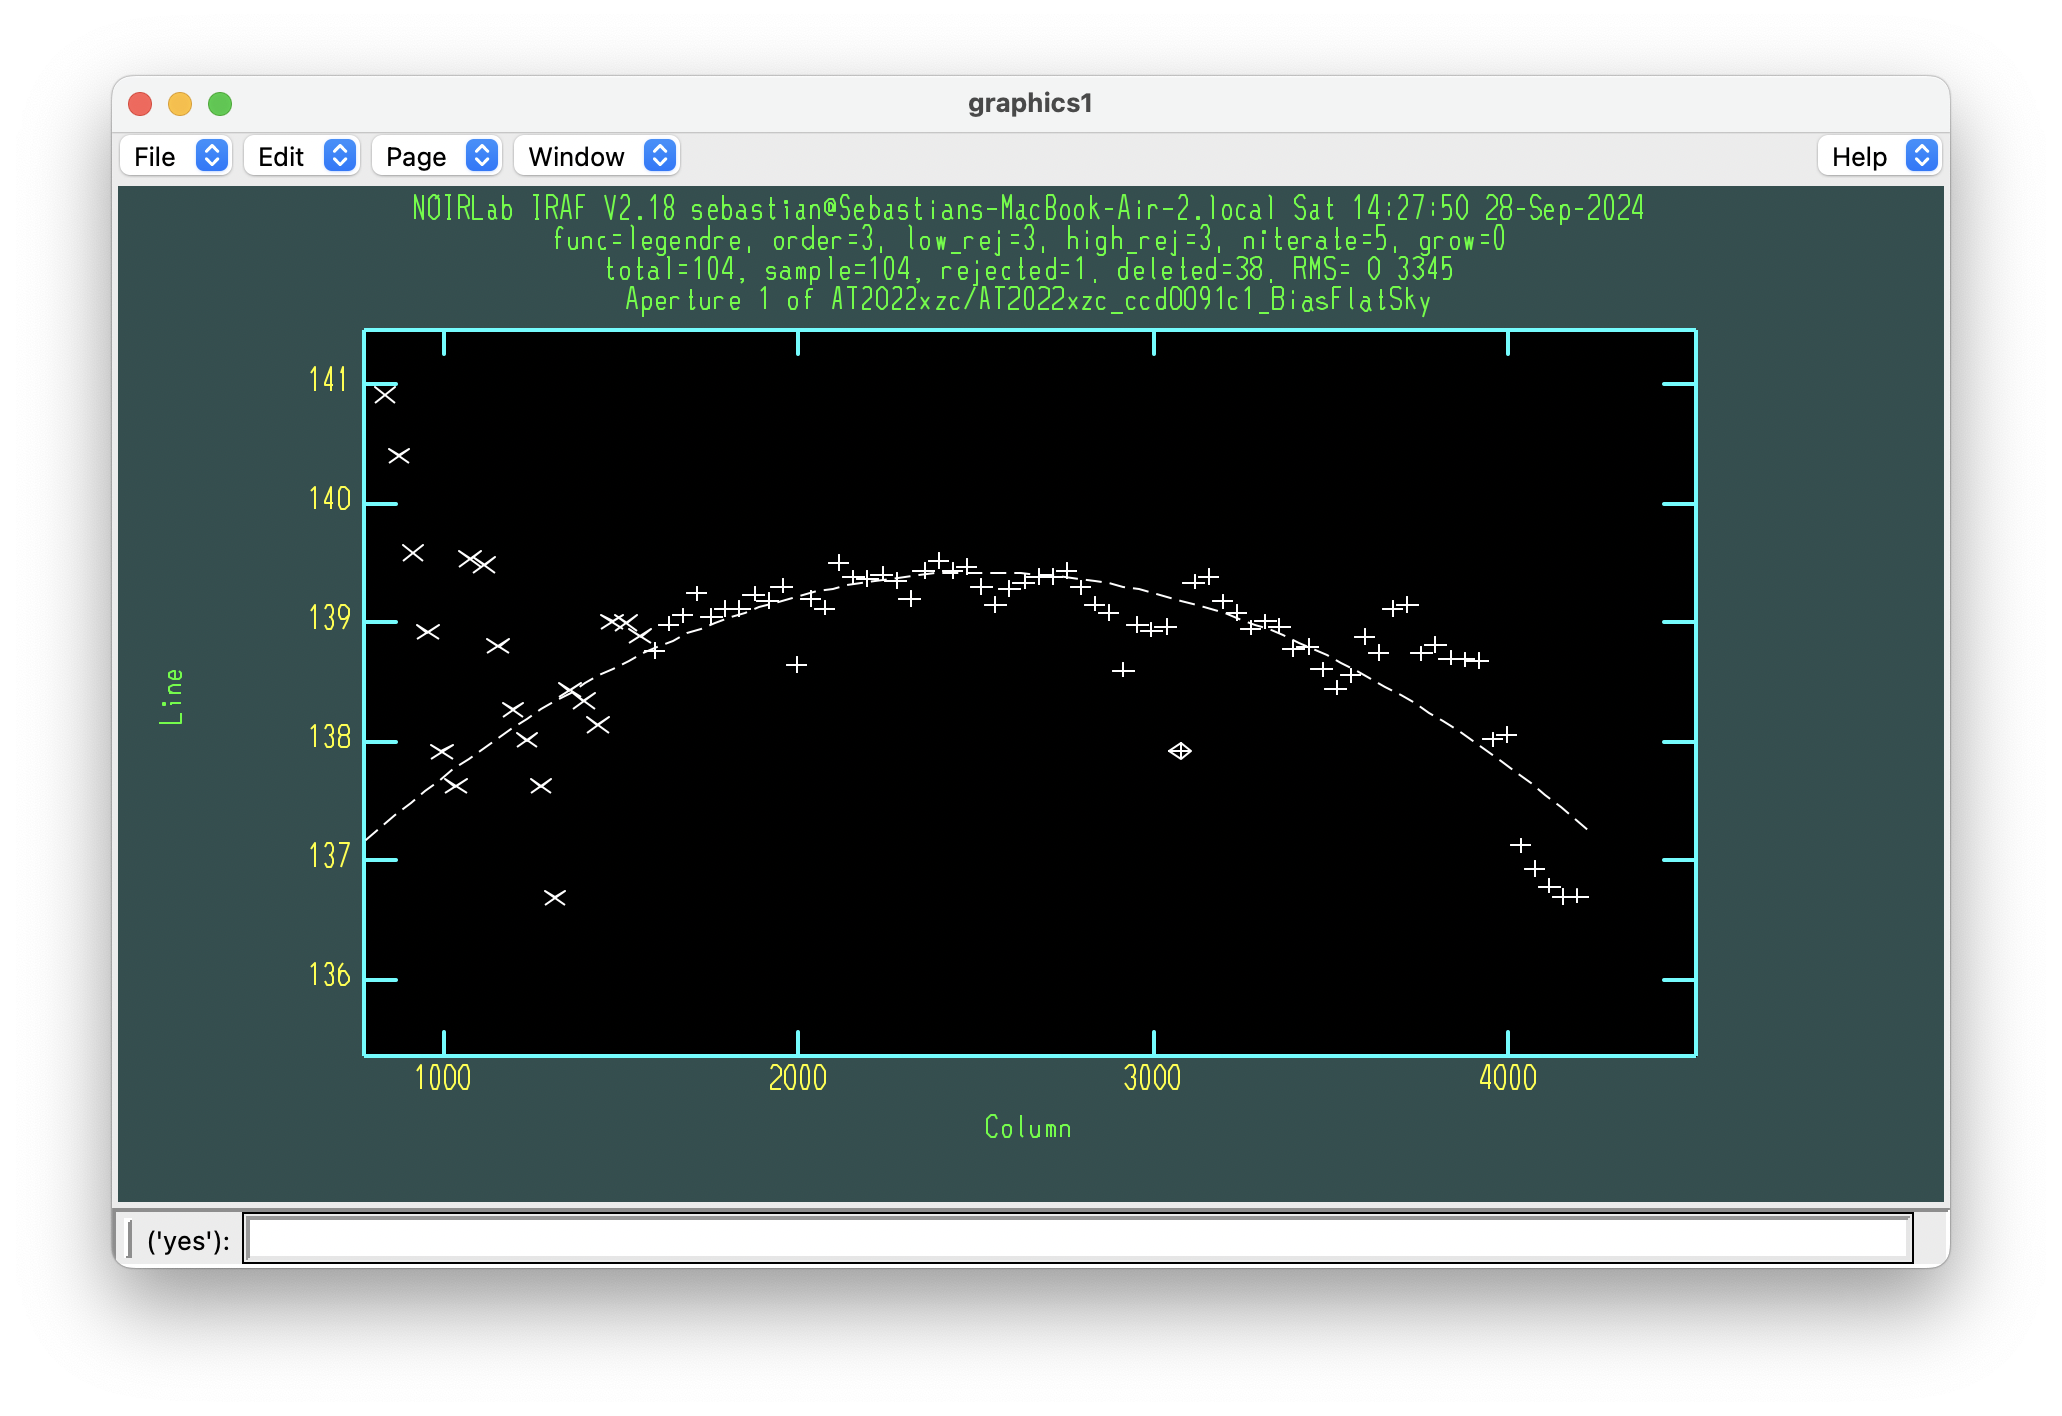 graphics1
File Edit Page Window Help
NOIRLab IRAF V2.18 sebastian@Sebastians-MacBook-Air-2.local Sat 14:27:50 28-Sep-2024
func=legendre, order=3, low_rej=3, high_rej=3, niterate=5, grow=0
total=104, sample=104, rejected=1, deleted=38, RMS= 0.3345
Aperture 1 of AT2022xzc/AT2022xzc_ccd0091c1_BiasFlatSky
141
140
139
138
137
136
Line
1000 2000 3000 4000
Column
('yes'):